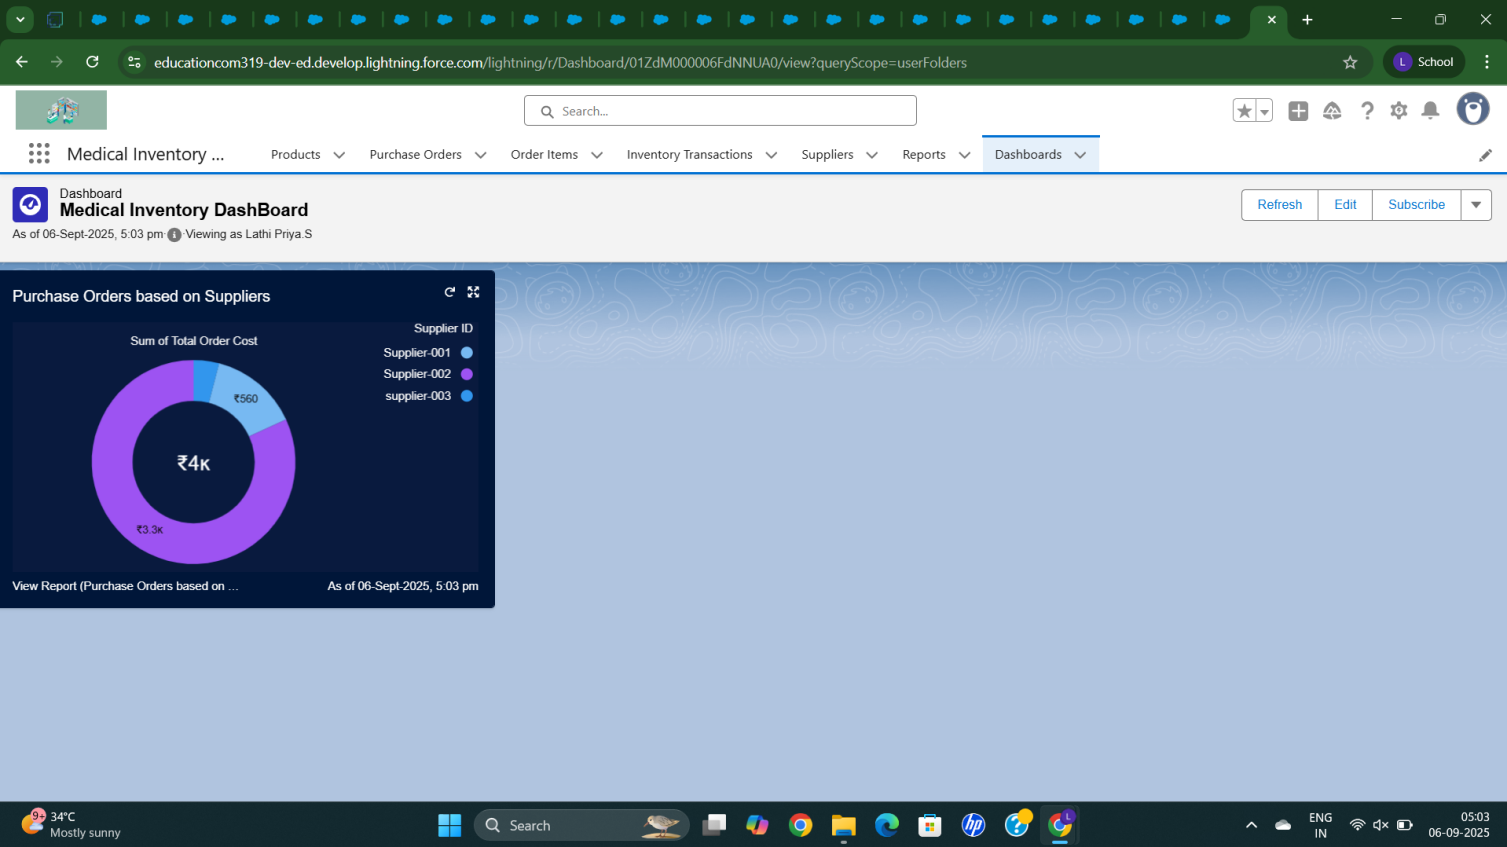 educationcom319-dev-ed.develop.lightning.force.com/lightning/r/Dashboard/01ZdM000006FdNNUA0/view?queryScope=userFolders
L School
Search...
Medical Inventory ...
Products
Purchase Orders
Order Items
Inventory Transactions
Suppliers
Reports
Dashboards
Dashboard
Medical Inventory DashBoard
As of 06-Sept-2025, 5:03 pm·Viewing as Lathi Priya.S
Refresh
Edit
Subscribe
Purchase Orders based on Suppliers
Sum of Total Order Cost
Supplier ID
Supplier-001
Supplier-002
supplier-003
₹560
₹4K
₹3.3K
View Report (Purchase Orders based on ...
As of 06-Sept-2025, 5:03 pm
9+
34°C
Mostly sunny
Search
hp
L
ENG
IN
05:03
06-09-2025